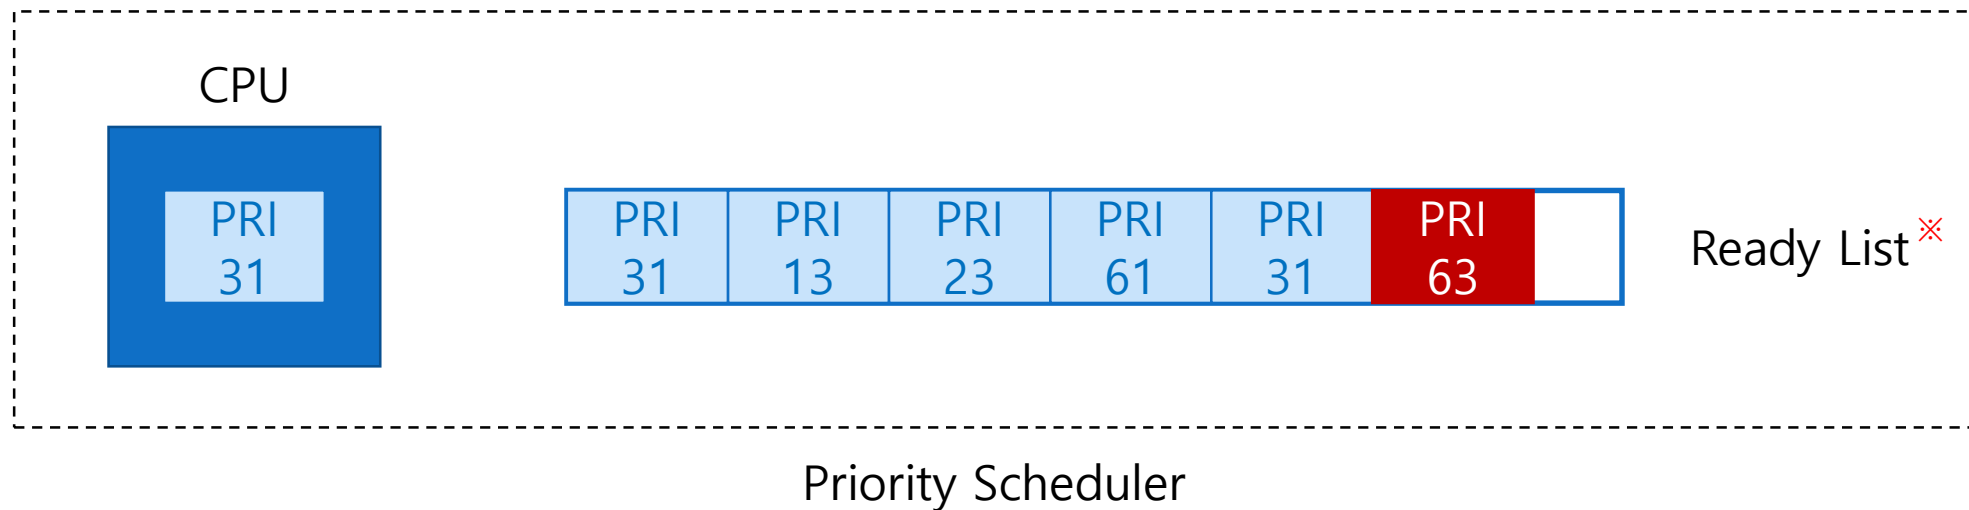 CPU
PRI
31
PRI
31
PRI
13
PRI
23
PRI
61
PRI
31
PRI
63
Ready List※
Priority Scheduler